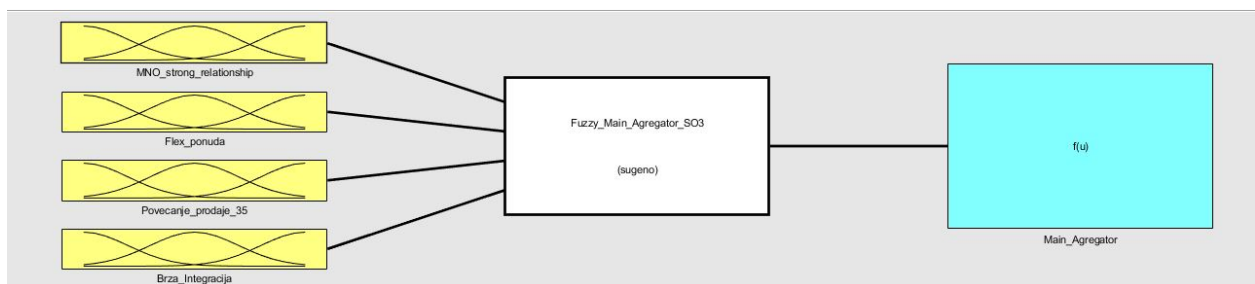 MNO_strong_relationship
Flex_ponuda
Povecanje_prodaje_35
Brza_Integracija
Fuzzy_Main_Agregator_SO3
(sugeno)
f(u)
Main_Agregator